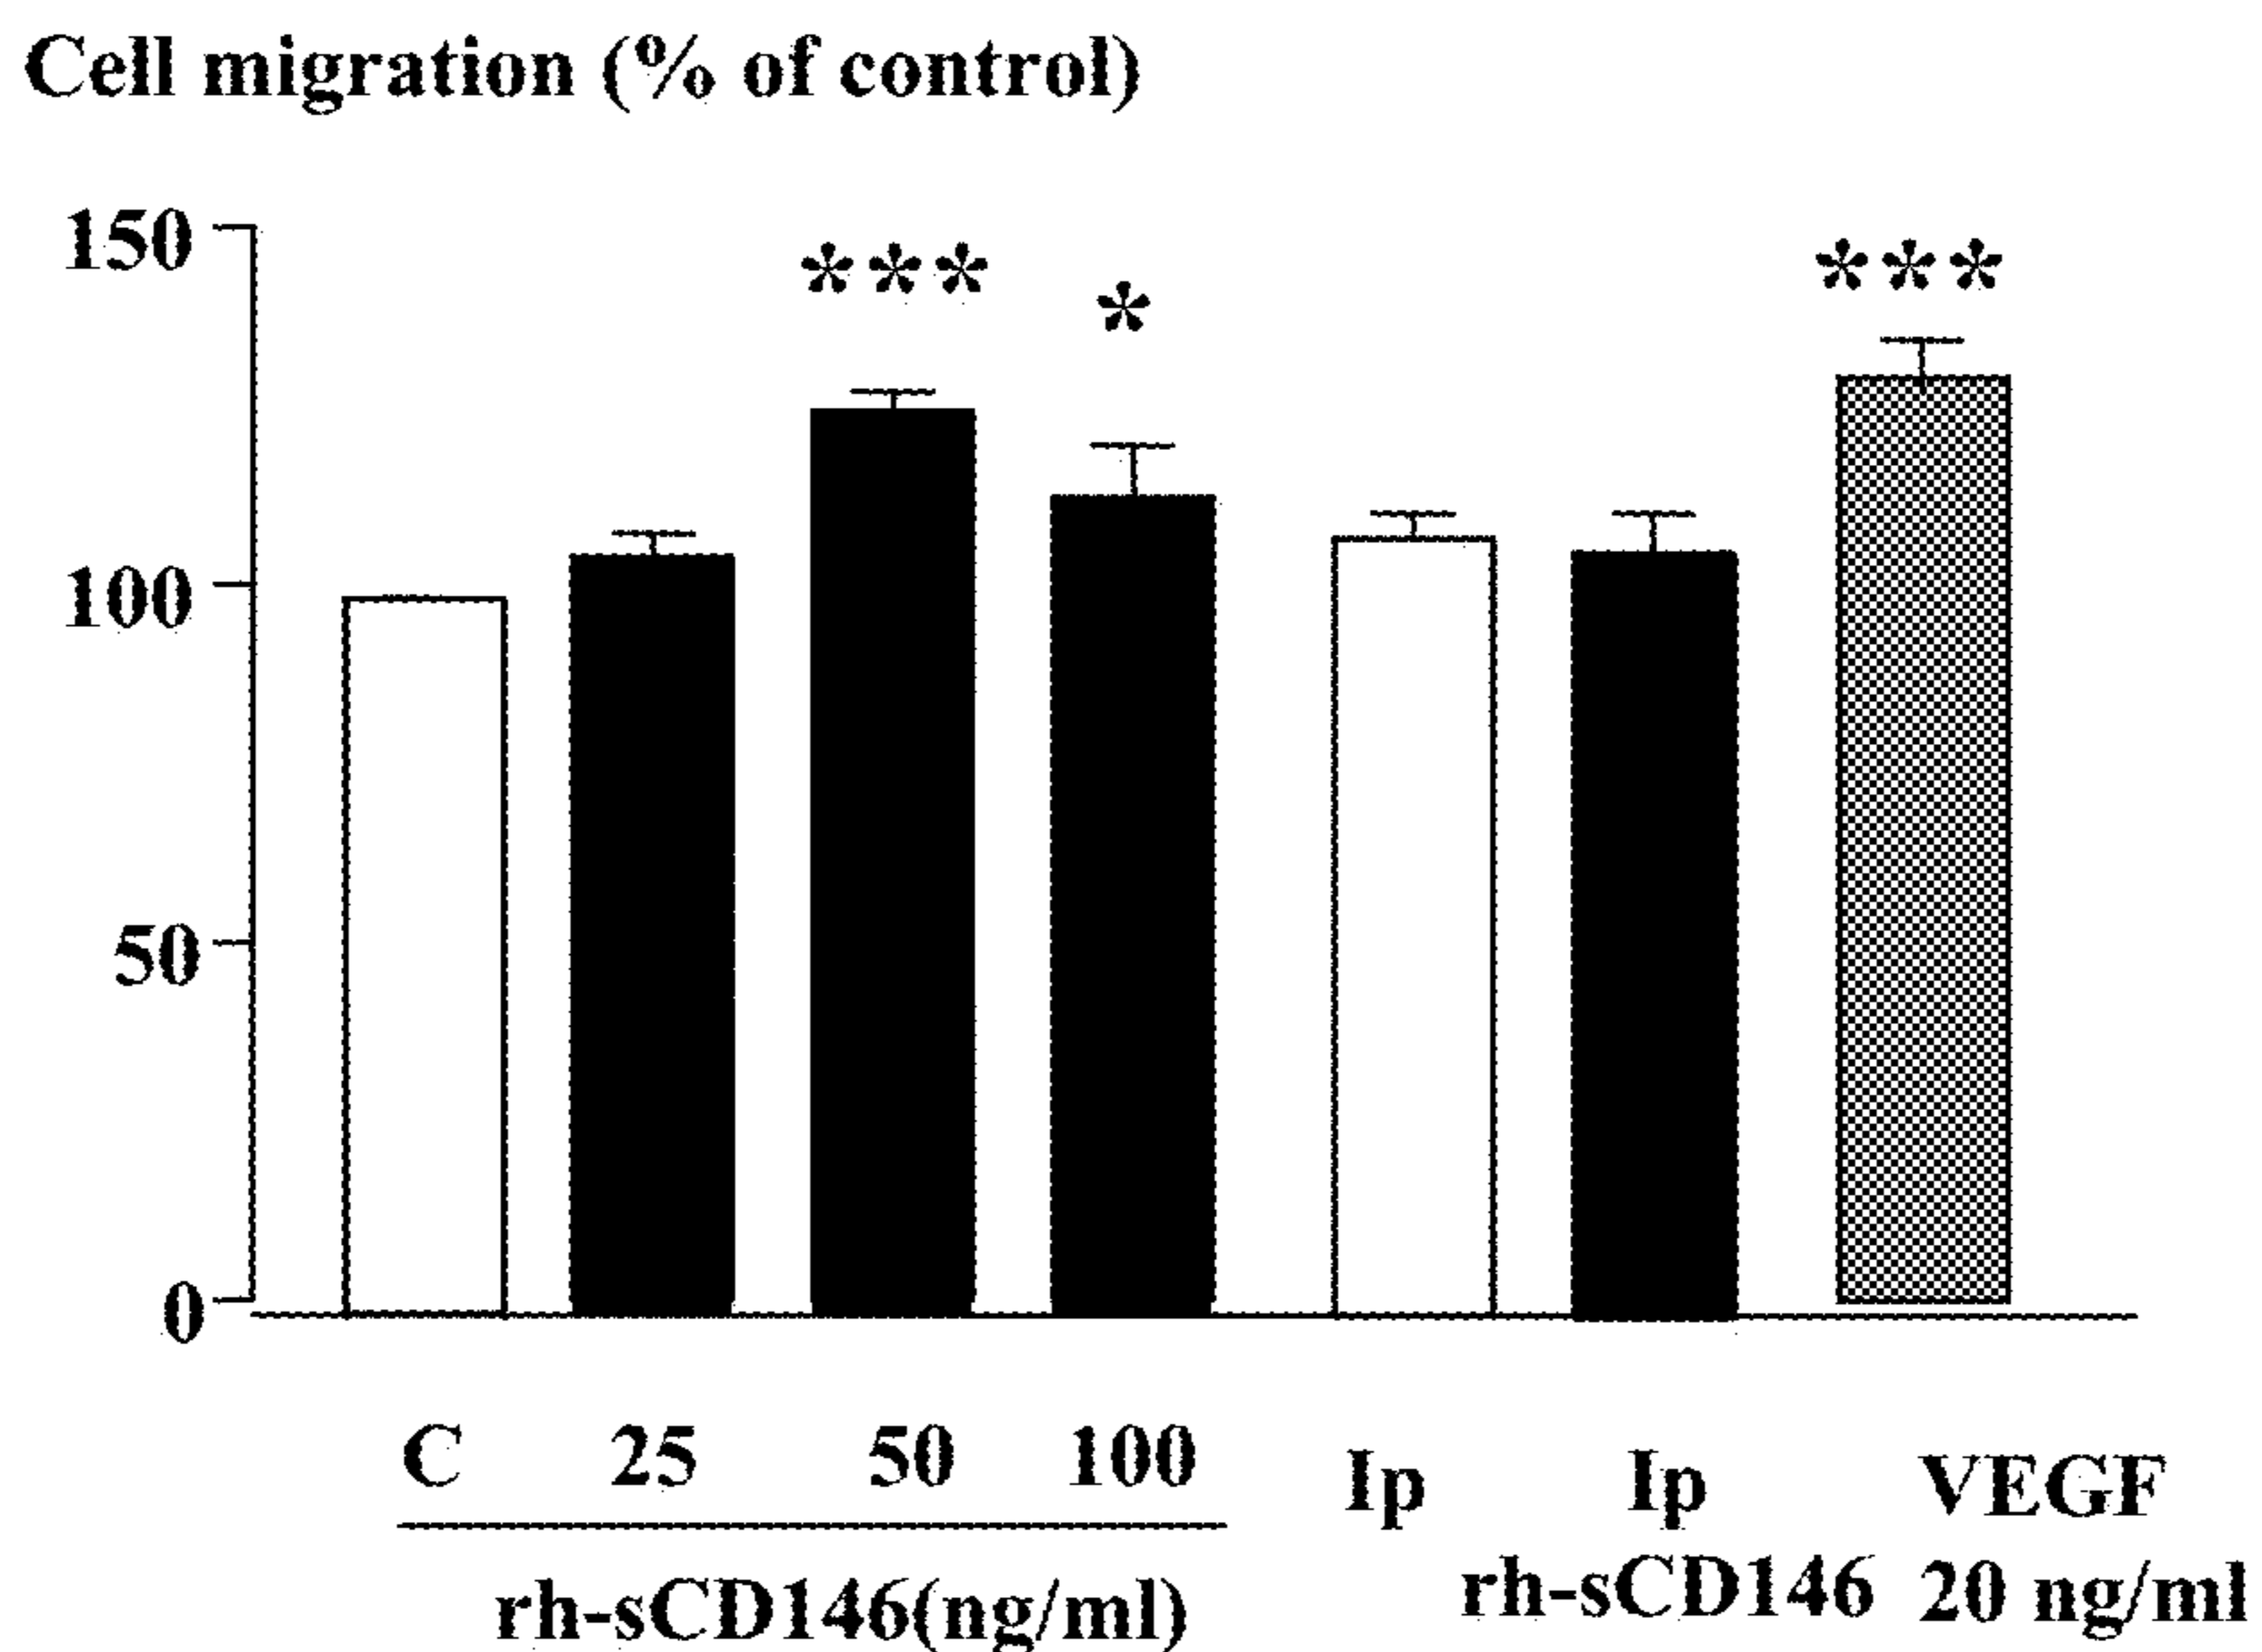 Cell migration (% of control)
150
***
*
***
100
50
0
C 25 50 100 Ip Ip VEGF
rh-sCD146(ng/ml) rh-sCD146 20 ng/ml